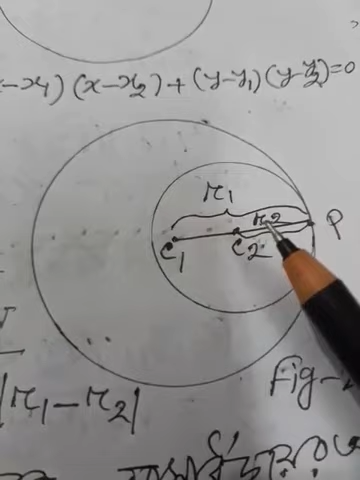 (x-x₁) (x-x₂) + (y-y₁) (y-y₂) = 0
r₁
r₂
P
C₁
C₂
Fig-
|r₁-r₂|